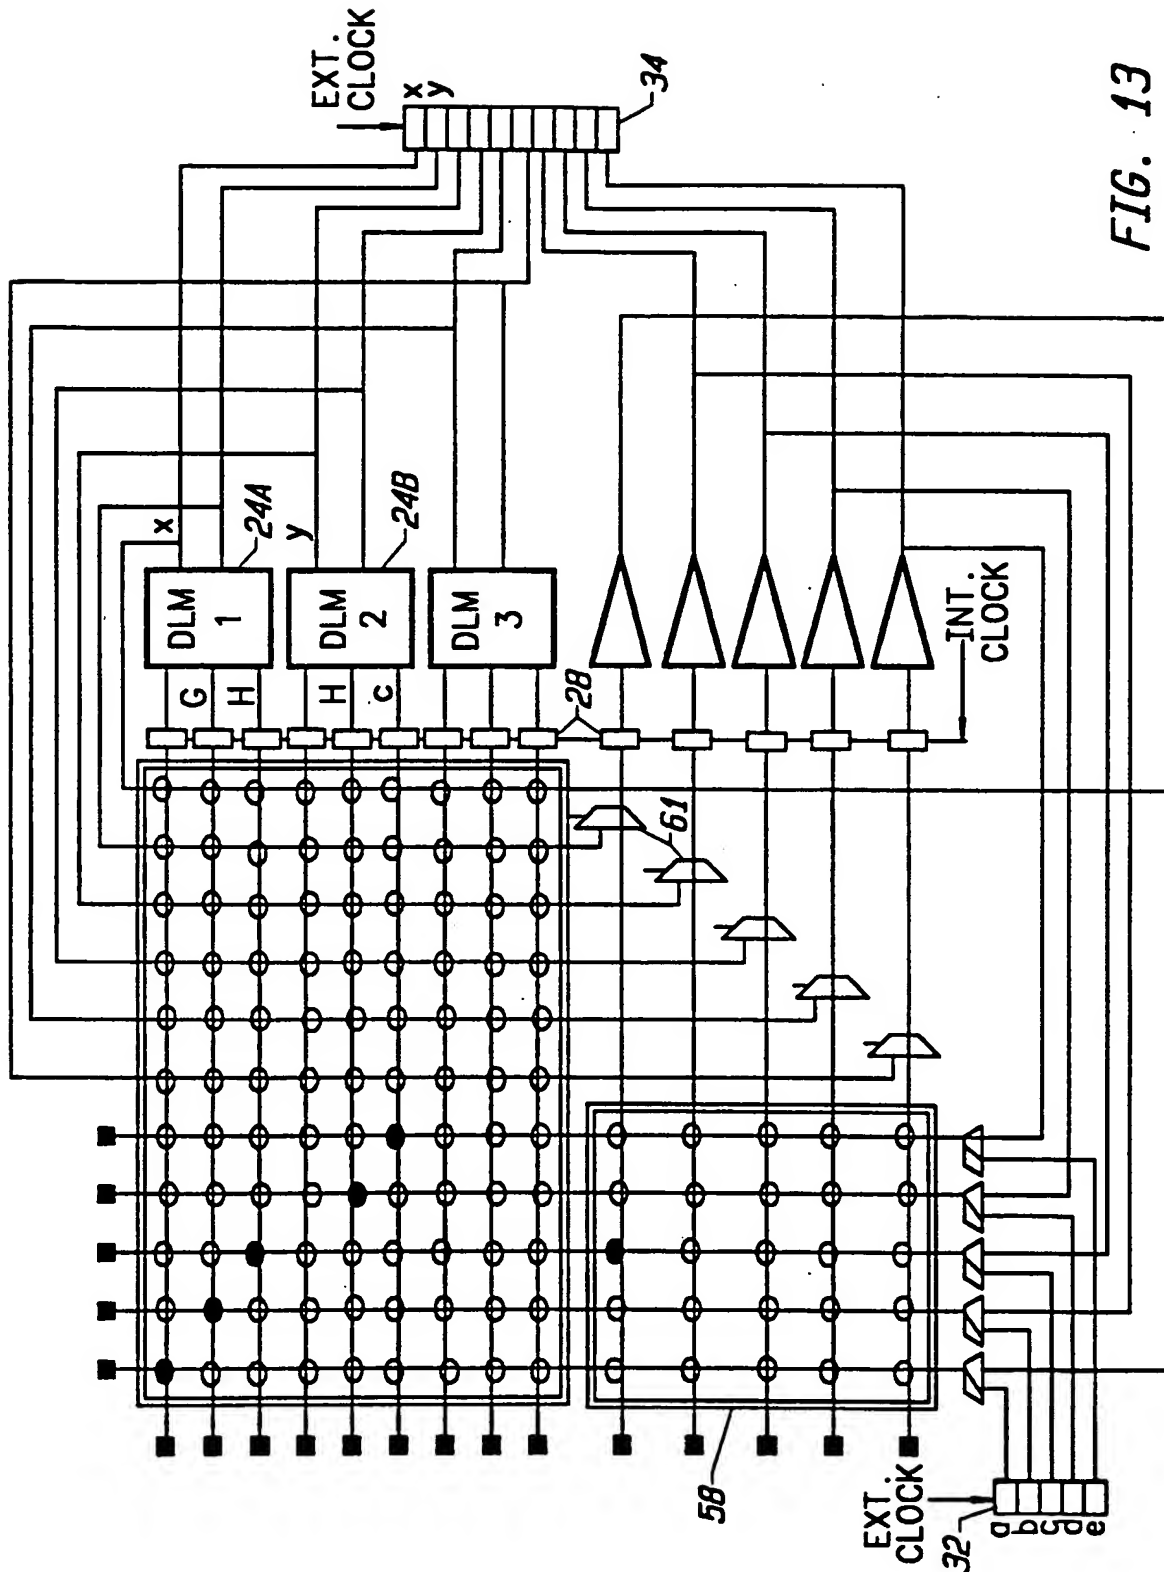 EXT.
CLOCK
x
y
34
x
DLM
1
24A
G
H
y
DLM
2
24B
H
c
DLM
3
28
61
INT.
CLOCK
58
EXT.
CLOCK
32
a
b
c
d
e
FIG. 13